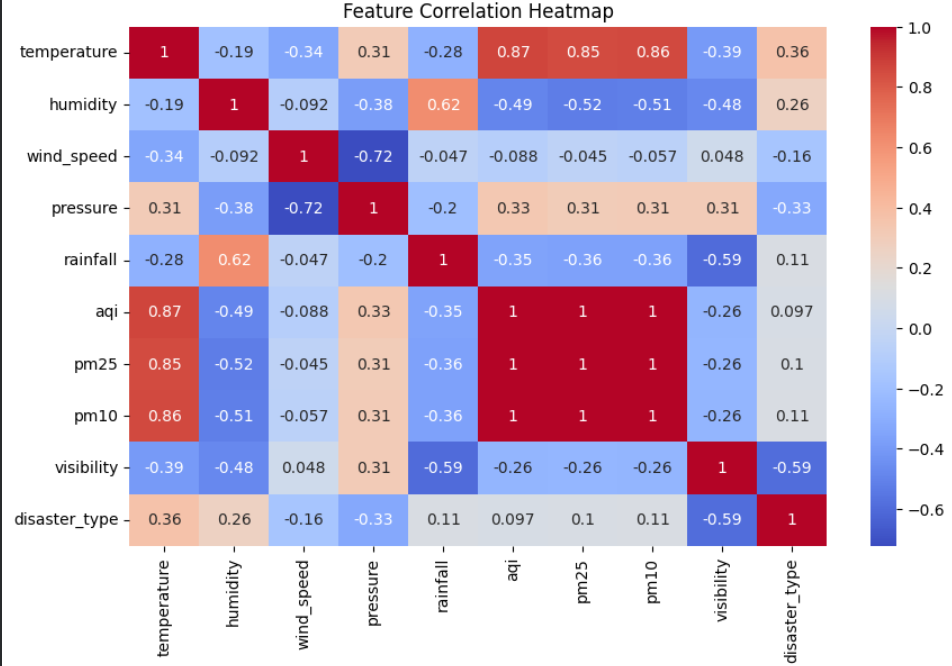 Feature Correlation Heatmap
temperature 1 -0.19 -0.34 0.31 -0.28 0.87 0.85 0.86 -0.39 0.36
humidity -0.19 1 -0.092 -0.38 0.62 -0.49 -0.52 -0.51 -0.48 0.26
wind_speed -0.34 -0.092 1 -0.72 -0.047 -0.088 -0.045 -0.057 0.048 -0.16
pressure 0.31 -0.38 -0.72 1 -0.2 0.33 0.31 0.31 0.31 -0.33
rainfall -0.28 0.62 -0.047 -0.2 1 -0.35 -0.36 -0.36 -0.59 0.11
aqi 0.87 -0.49 -0.088 0.33 -0.35 1 1 1 -0.26 0.097
pm25 0.85 -0.52 -0.045 0.31 -0.36 1 1 1 -0.26 0.1
pm10 0.86 -0.51 -0.057 0.31 -0.36 1 1 1 -0.26 0.11
visibility -0.39 -0.48 0.048 0.31 -0.59 -0.26 -0.26 -0.26 1 -0.59
disaster_type 0.36 0.26 -0.16 -0.33 0.11 0.097 0.1 0.11 -0.59 1
temperature
humidity
wind_speed
pressure
rainfall
aqi
pm25
pm10
visibility
disaster_type
1.0
0.8
0.6
0.4
0.2
0.0
−0.2
−0.4
−0.6